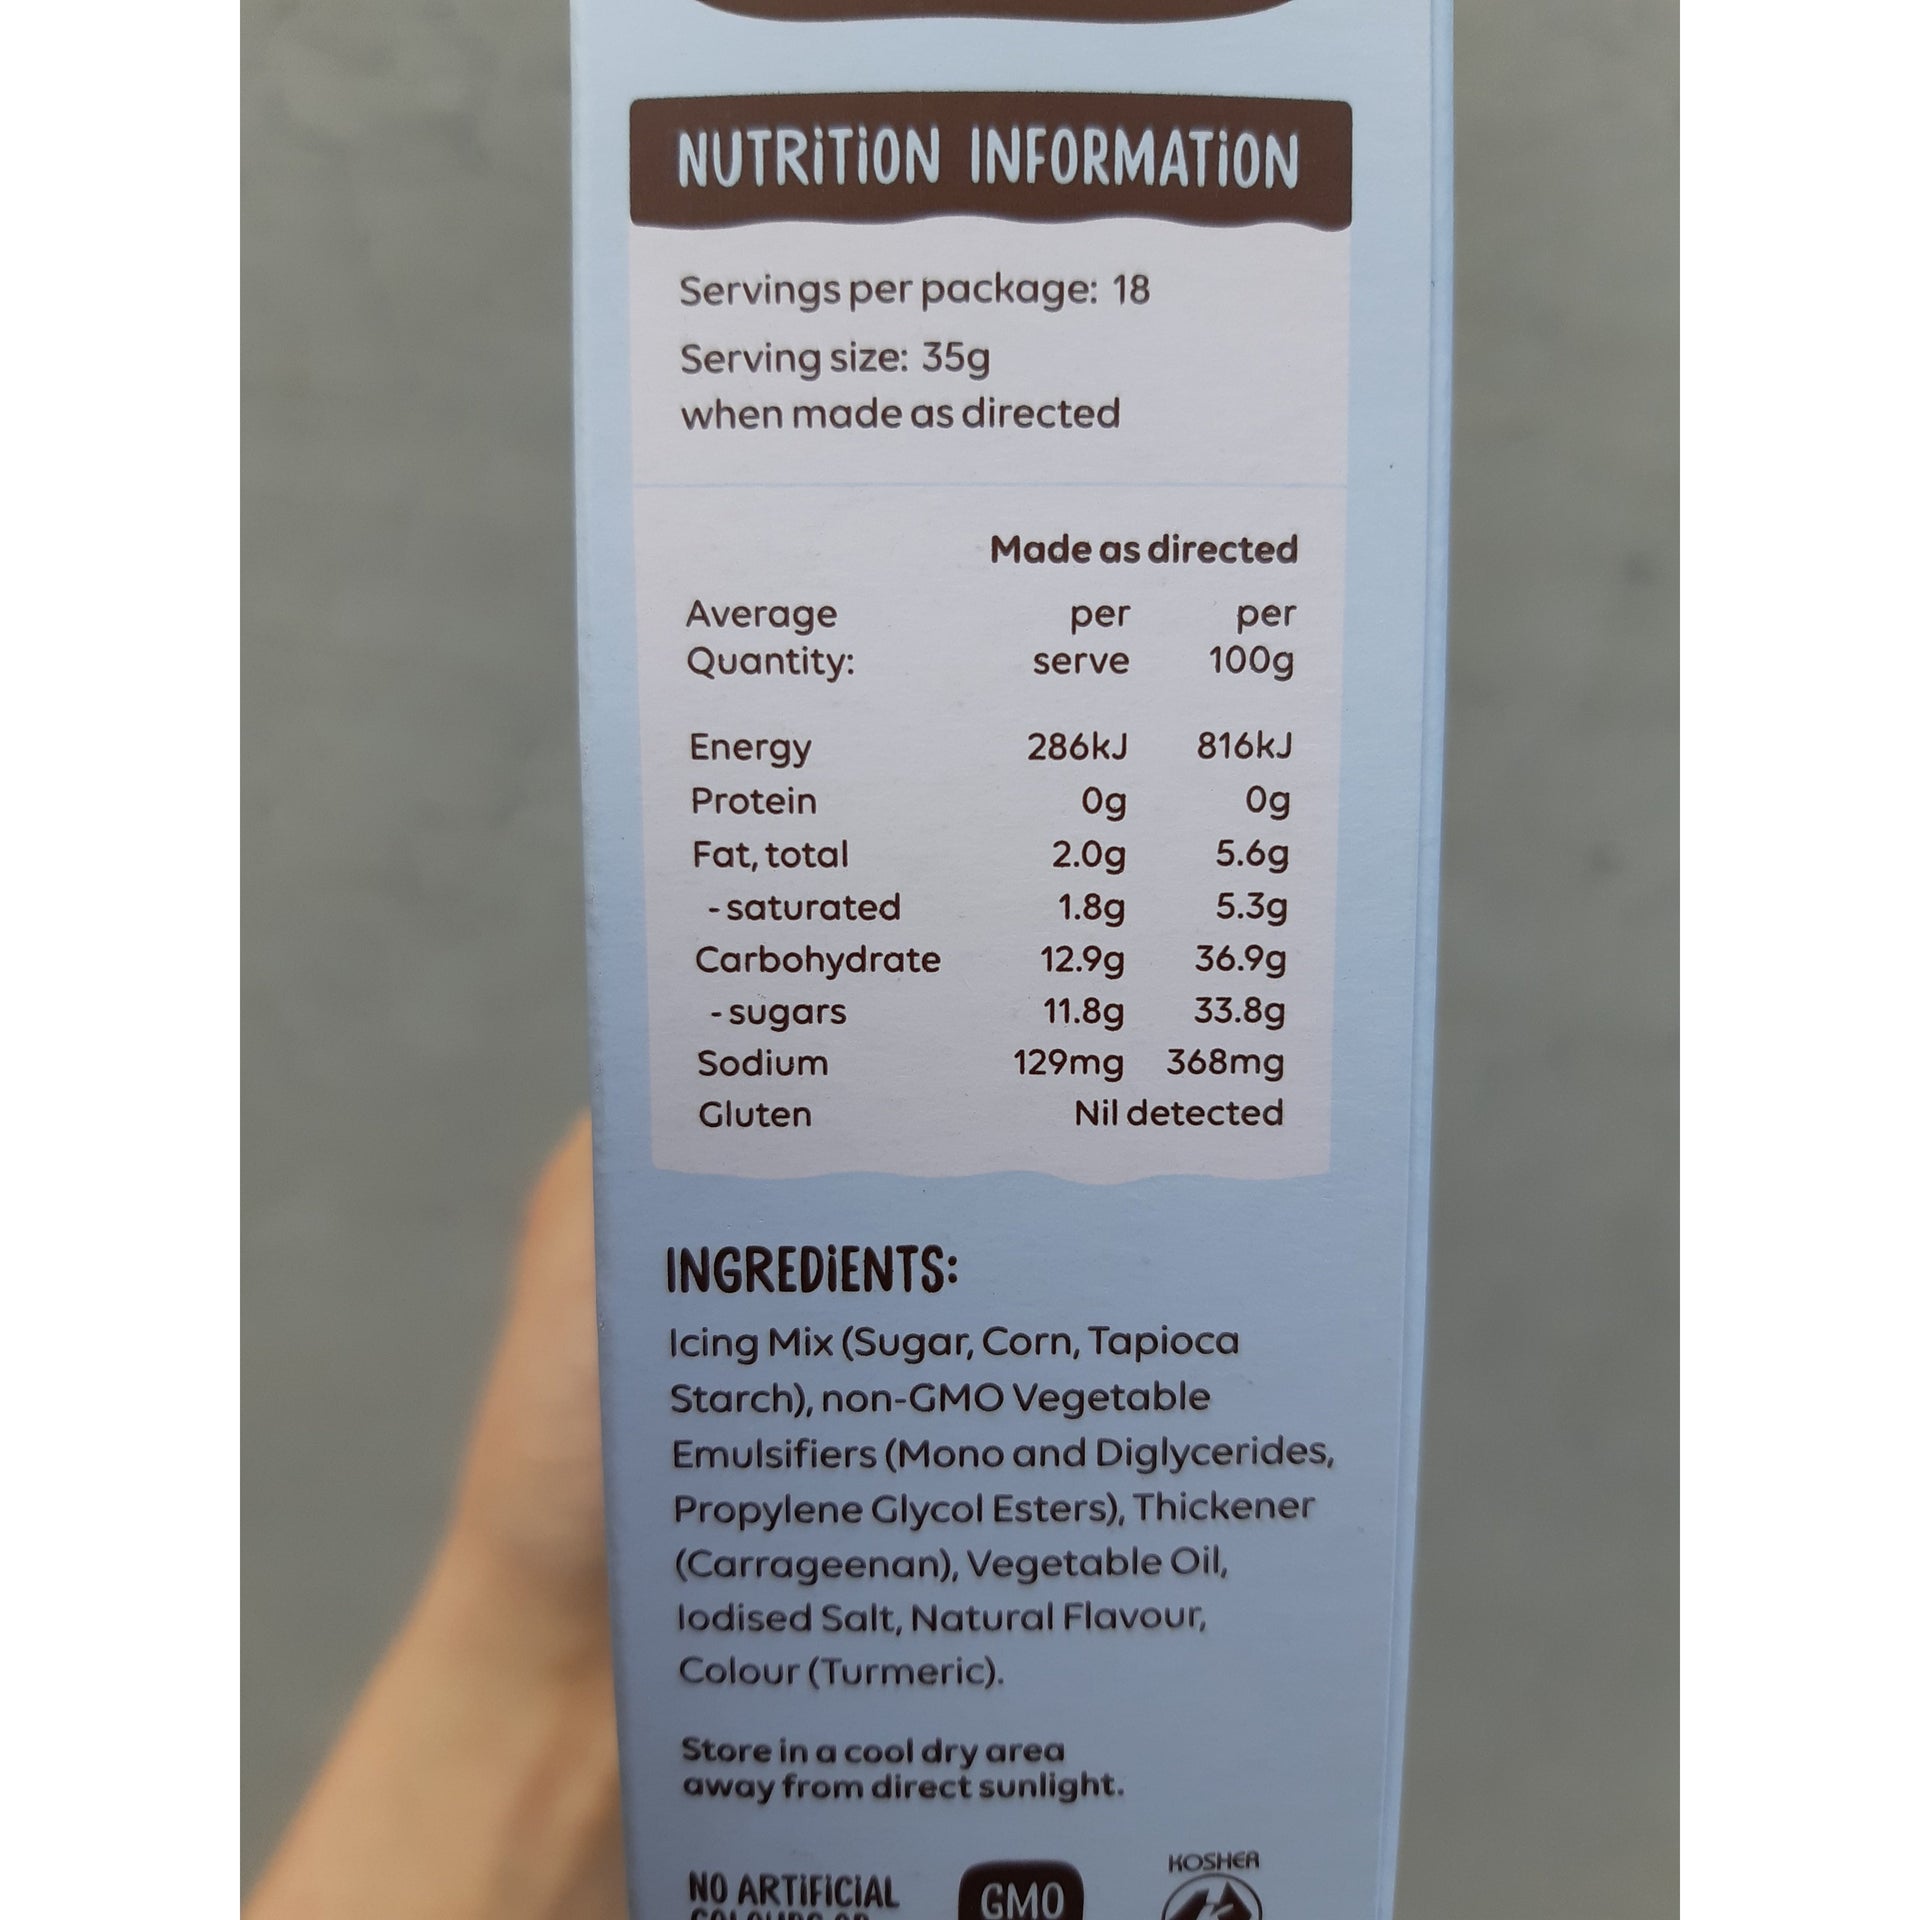 NUTRiTiON INFORMATiON
Servings per package: 18
Serving size: 35g
when made as directed
Made as directed
Average per per
Quantity: serve 100g
Energy 286kJ 816kJ
Protein 0g 0g
Fat, total 2.0g 5.6g
- saturated 1.8g 5.3g
Carbohydrate 12.9g 36.9g
- sugars 11.8g 33.8g
Sodium 129mg 368mg
Gluten Nil detected
INGREDiENTS:
Icing Mix (Sugar, Corn, Tapioca
Starch), non-GMO Vegetable
Emulsifiers (Mono and Diglycerides,
Propylene Glycol Esters), Thickener
(Carrageenan), Vegetable Oil,
Iodised Salt, Natural Flavour,
Colour (Turmeric).
Store in a cool dry area
away from direct sunlight.
KOSHER
NO ARTiFiCiAL GMO